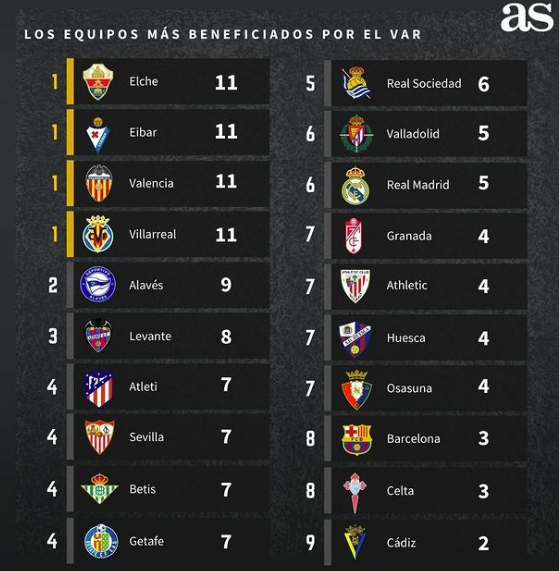 as
LOS EQUIPOS MÁS BENEFICIADOS POR EL VAR
1 Elche 11
1 Eibar 11
1 Valencia 11
1 Villarreal 11
2 Alavés 9
3 Levante 8
4 Atleti 7
4 Sevilla 7
4 Betis 7
4 Getafe 7
5 Real Sociedad 6
6 Valladolid 5
6 Real Madrid 5
7 Granada 4
7 Athletic 4
7 Huesca 4
7 Osasuna 4
8 Barcelona 3
8 Celta 3
9 Cádiz 2